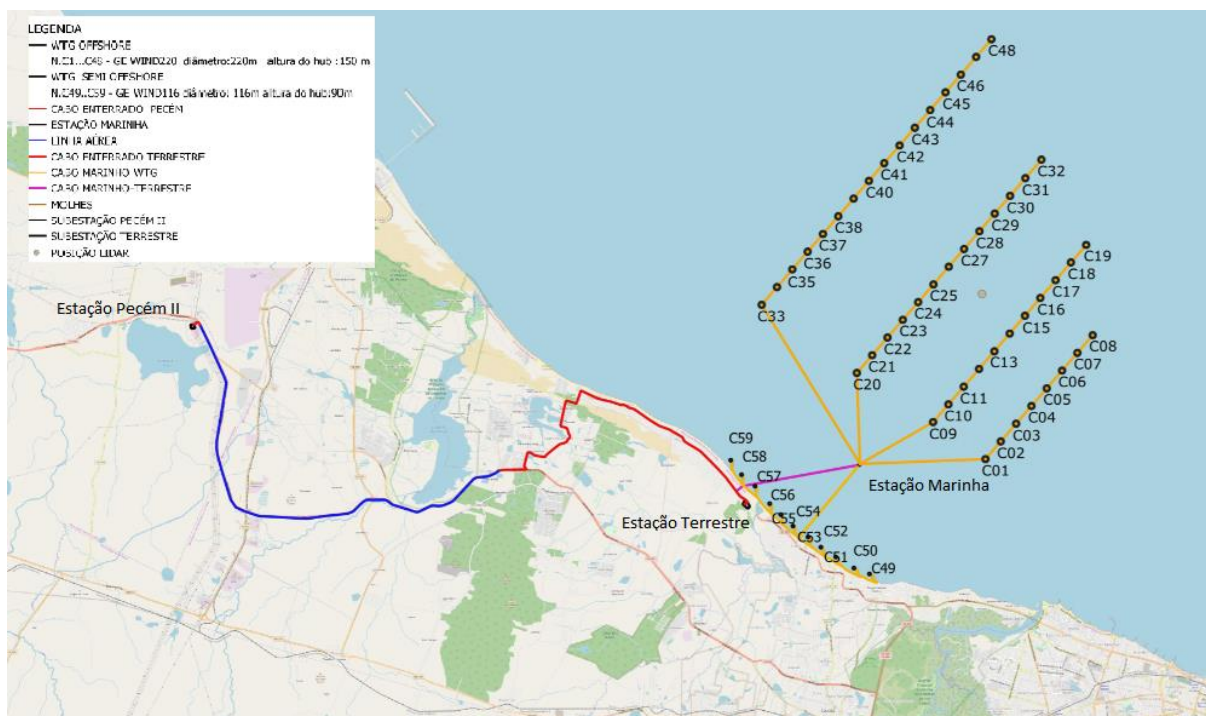 LEGENDA
WTG OFFSHORE
N.C1...C48 - GE WIND220 diâmetro:220m altura do hub :150 m
WTG SEMI OFFSHORE
N.C49..C59 - GE WIND116 diâmetro: 116m altura do hub:90m
CABO ENTERRADO PECÉM
ESTAÇÃO MARINHA
LINHA AÉREA
CABO ENTERRADO TERRESTRE
CABO MARINHO WTG
CABO MARINHO-TERRESTRE
MOLHES
SUBESTAÇÃO PECÉM II
SUBESTAÇÃO TERRESTRE
POSIÇÃO LIDAR
C48
C46
C45
C44
C43
C42
C41
C40
C38
C37
C36
C35
C33
C32
C31
C30
C29
C28
C27
C25
C24
C23
C22
C21
C20
C19
C18
C17
C16
C15
C13
C11
C10
C09
C08
C07
C06
C05
C04
C03
C02
C01
Estação Pecém II
Estação Marinha
Estação Terrestre
C59
C58
C57
C56
C54
C55
C52
C53
C50
C51
C49